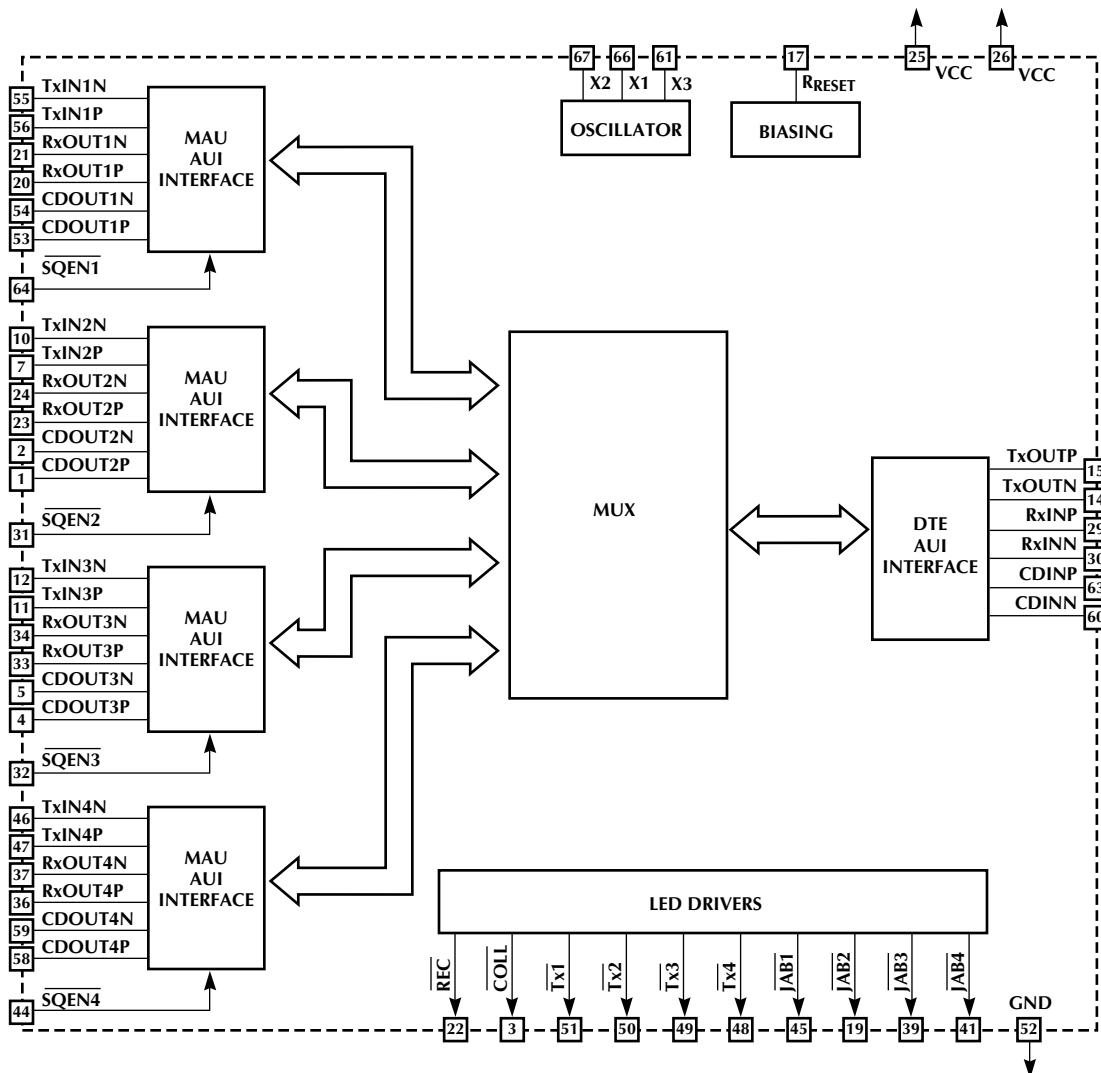 67
66
61
17
25
26
X2
X1
X3
RRESET
VCC
VCC
OSCILLATOR
BIASING
55
TxIN1N
56
TxIN1P
21
RxOUT1N
20
RxOUT1P
54
CDOUT1N
53
CDOUT1P
64
SQEN1
MAU
AUI
INTERFACE
10
TxIN2N
7
TxIN2P
24
RxOUT2N
23
RxOUT2P
2
CDOUT2N
1
CDOUT2P
31
SQEN2
MAU
AUI
INTERFACE
12
TxIN3N
11
TxIN3P
34
RxOUT3N
33
RxOUT3P
5
CDOUT3N
4
CDOUT3P
32
SQEN3
MAU
AUI
INTERFACE
46
TxIN4N
47
TxIN4P
37
RxOUT4N
36
RxOUT4P
59
CDOUT4N
58
CDOUT4P
44
SQEN4
MAU
AUI
INTERFACE
MUX
DTE
AUI
INTERFACE
TxOUTP
15
TxOUTN
14
RxINP
29
RxINN
30
CDINP
63
CDINN
60
LED DRIVERS
REC
COLL
Tx1
Tx2
Tx3
Tx4
JAB1
JAB2
JAB3
JAB4
GND
22
3
51
50
49
48
45
19
39
41
52